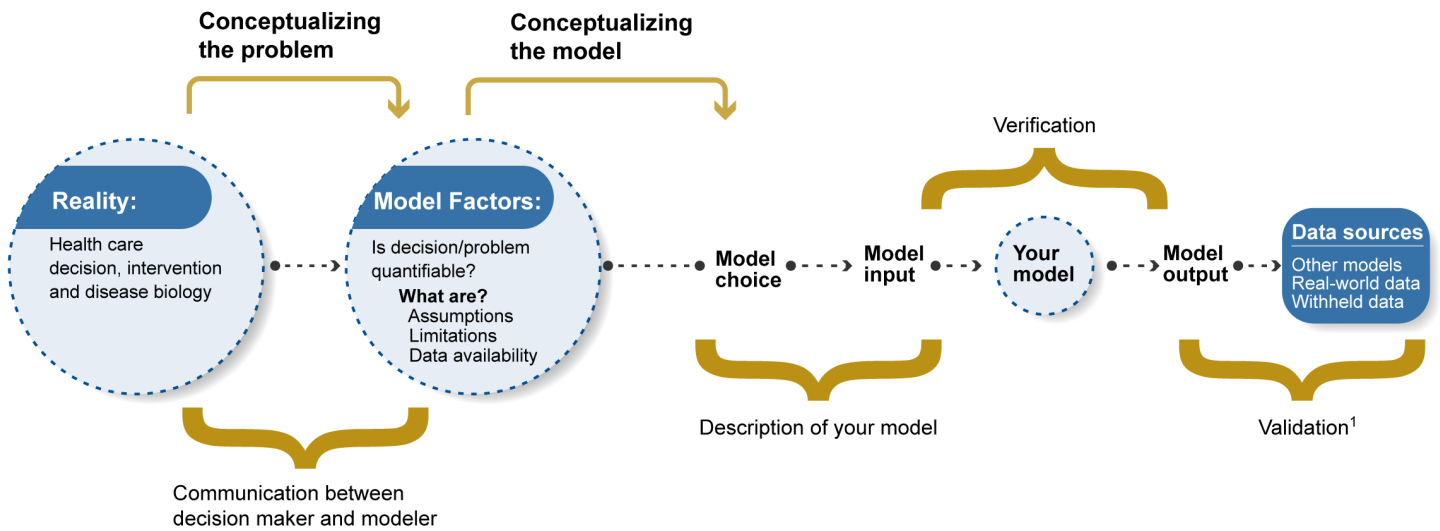 Conceptualizing
the problem
Conceptualizing
the model
Reality:
Health care
decision, intervention
and disease biology
Model Factors:
Is decision/problem
quantifiable?
What are?
Assumptions
Limitations
Data availability
Communication between
decision maker and modeler
Model
choice
Model
input
Description of your model
Verification
Your
model
Model
output
Data sources
Other models
Real-world data
Withheld data
Validation¹